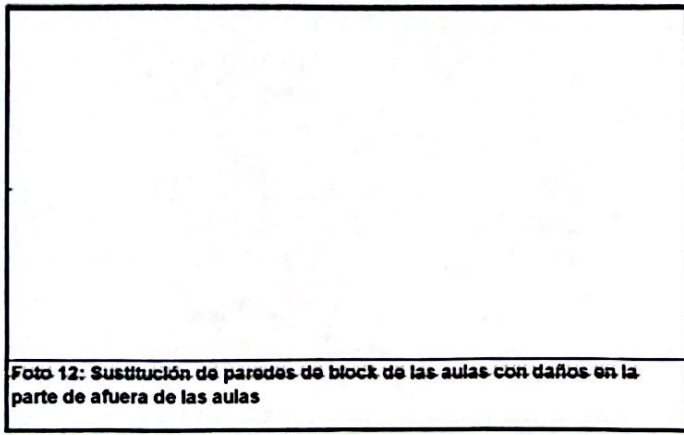 Foto 12: Sustitución de paredes de block de las aulas con daños en la
parte de afuera de las aulas